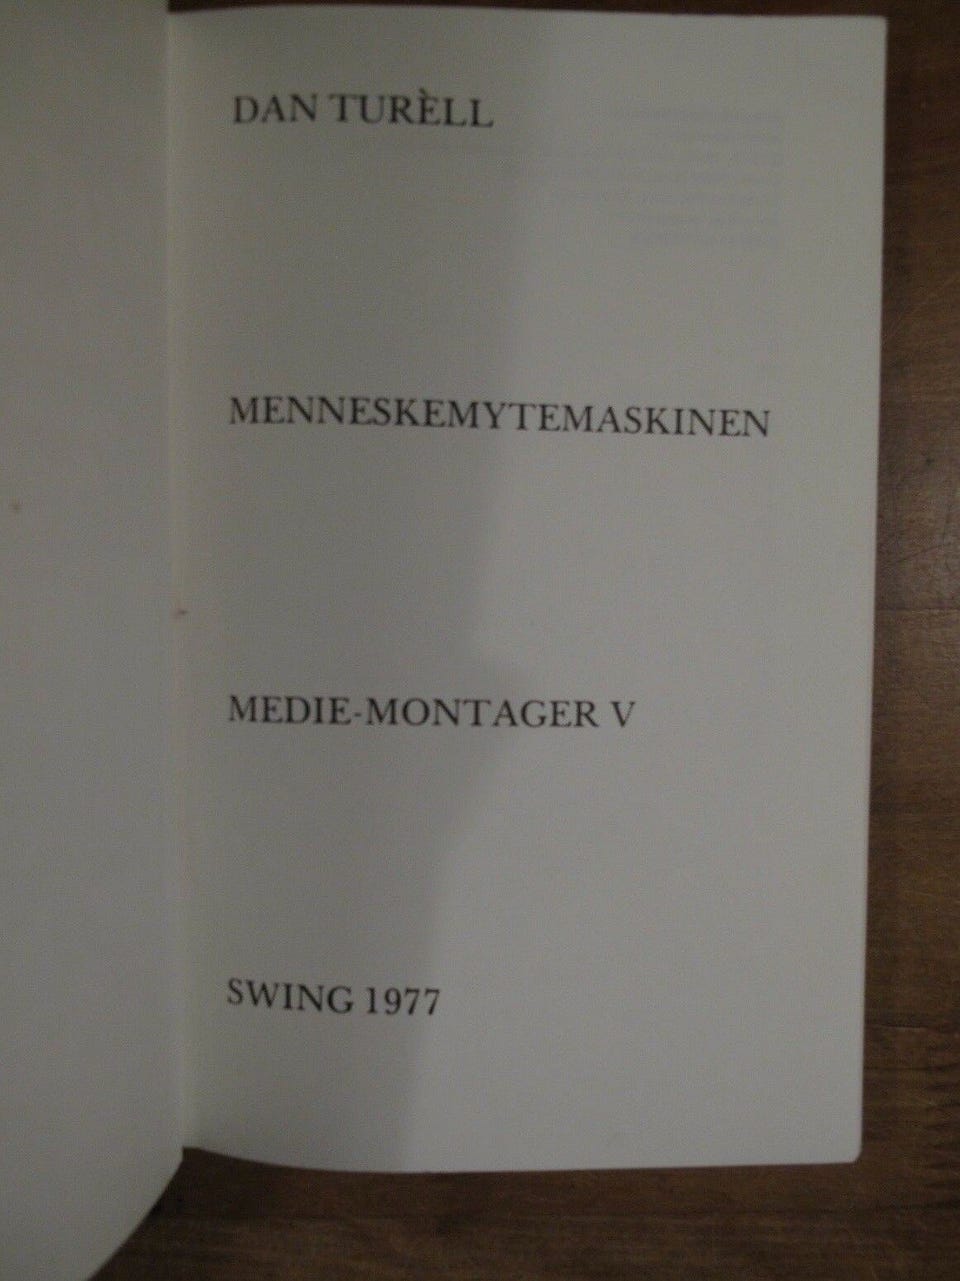 DAN TURÈLL
MENNESKEMYTEMASKINEN
MEDIE-MONTAGER V
SWING 1977